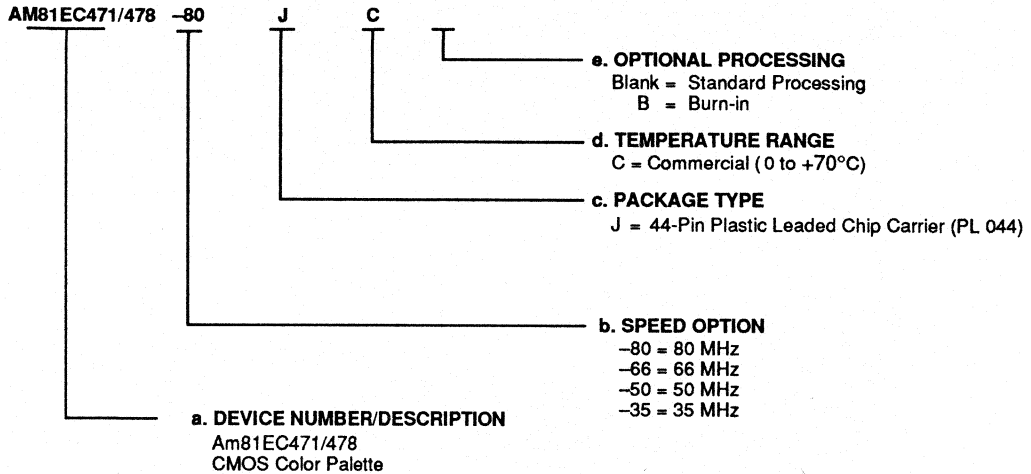 AM81EC471/478 –80 J C
e. OPTIONAL PROCESSING
Blank = Standard Processing
B = Burn-in
d. TEMPERATURE RANGE
C = Commercial ( 0 to +70°C)
c. PACKAGE TYPE
J = 44-Pin Plastic Leaded Chip Carrier (PL 044)
b. SPEED OPTION
–80 = 80 MHz
–66 = 66 MHz
–50 = 50 MHz
–35 = 35 MHz
a. DEVICE NUMBER/DESCRIPTION
Am81EC471/478
CMOS Color Palette